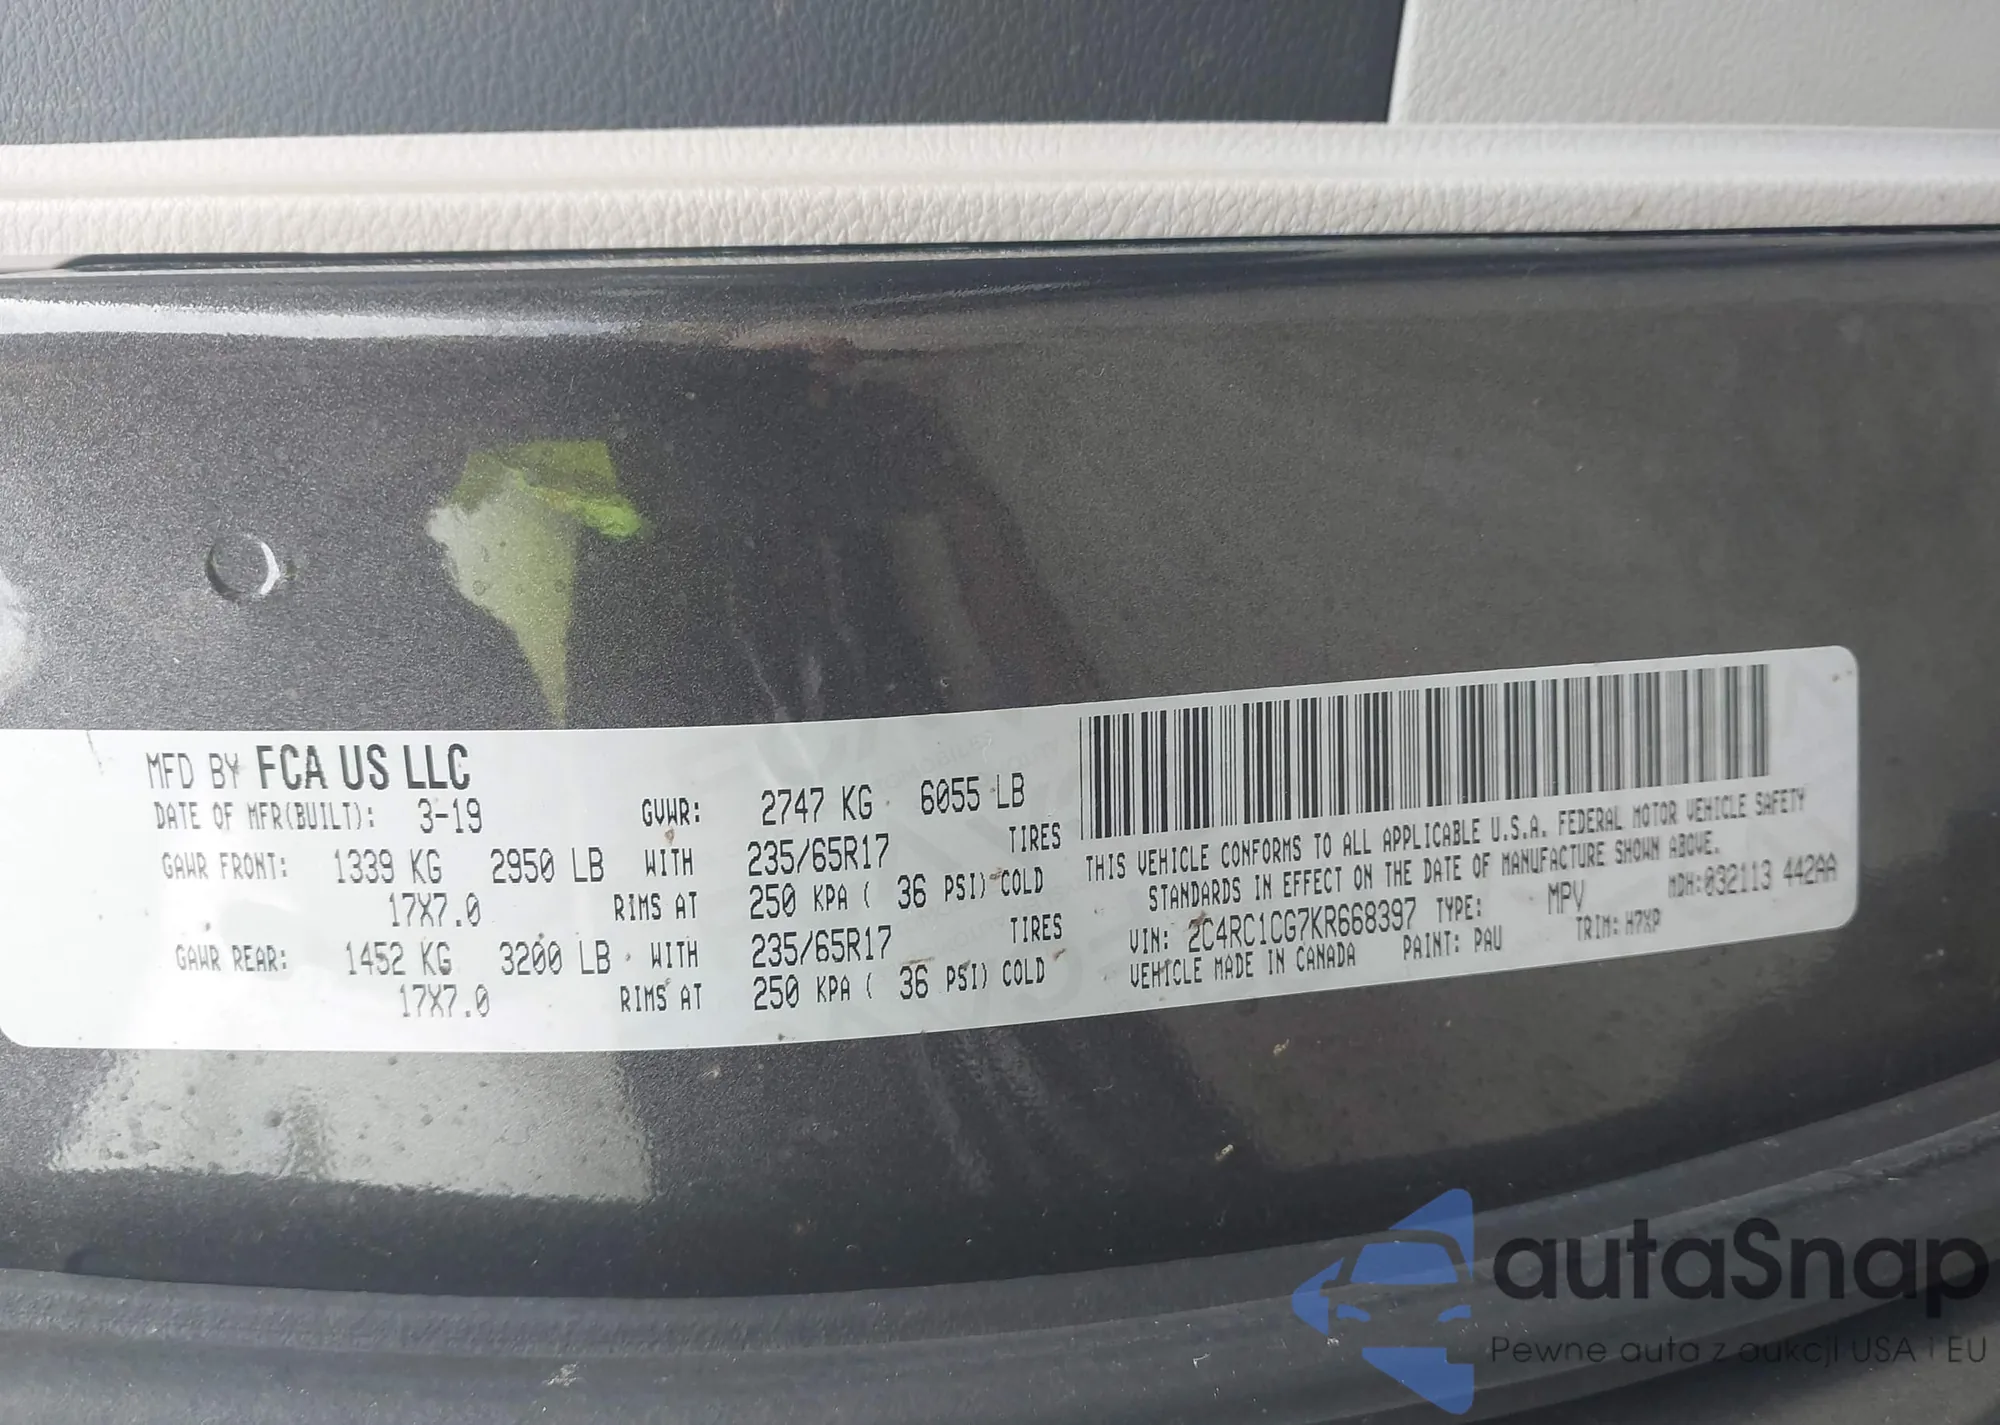 MFD BY FCA US LLC
DATE OF MFR(BUILT): 3-19 GVWR: 2747 KG 6055 LB
GAWR FRONT: 1339 KG 2950 LB WITH 235/65R17 TIRES
17X7.0 RIMS AT 250 KPA ( 36 PSI) COLD
GAWR REAR: 1452 KG 3200 LB WITH 235/65R17 TIRES
17X7.0 RIMS AT 250 KPA ( 36 PSI) COLD
THIS VEHICLE CONFORMS TO ALL APPLICABLE U.S.A. FEDERAL MOTOR VEHICLE SAFETY
STANDARDS IN EFFECT ON THE DATE OF MANUFACTURE SHOWN ABOVE.
VIN: 2C4RC1CG7KR668397 TYPE: MPV MDH:032113 442AA
VEHICLE MADE IN CANADA PAINT: PAU TRIM: H7XP
autaSnap
Pewne auta z aukcji USA i EU